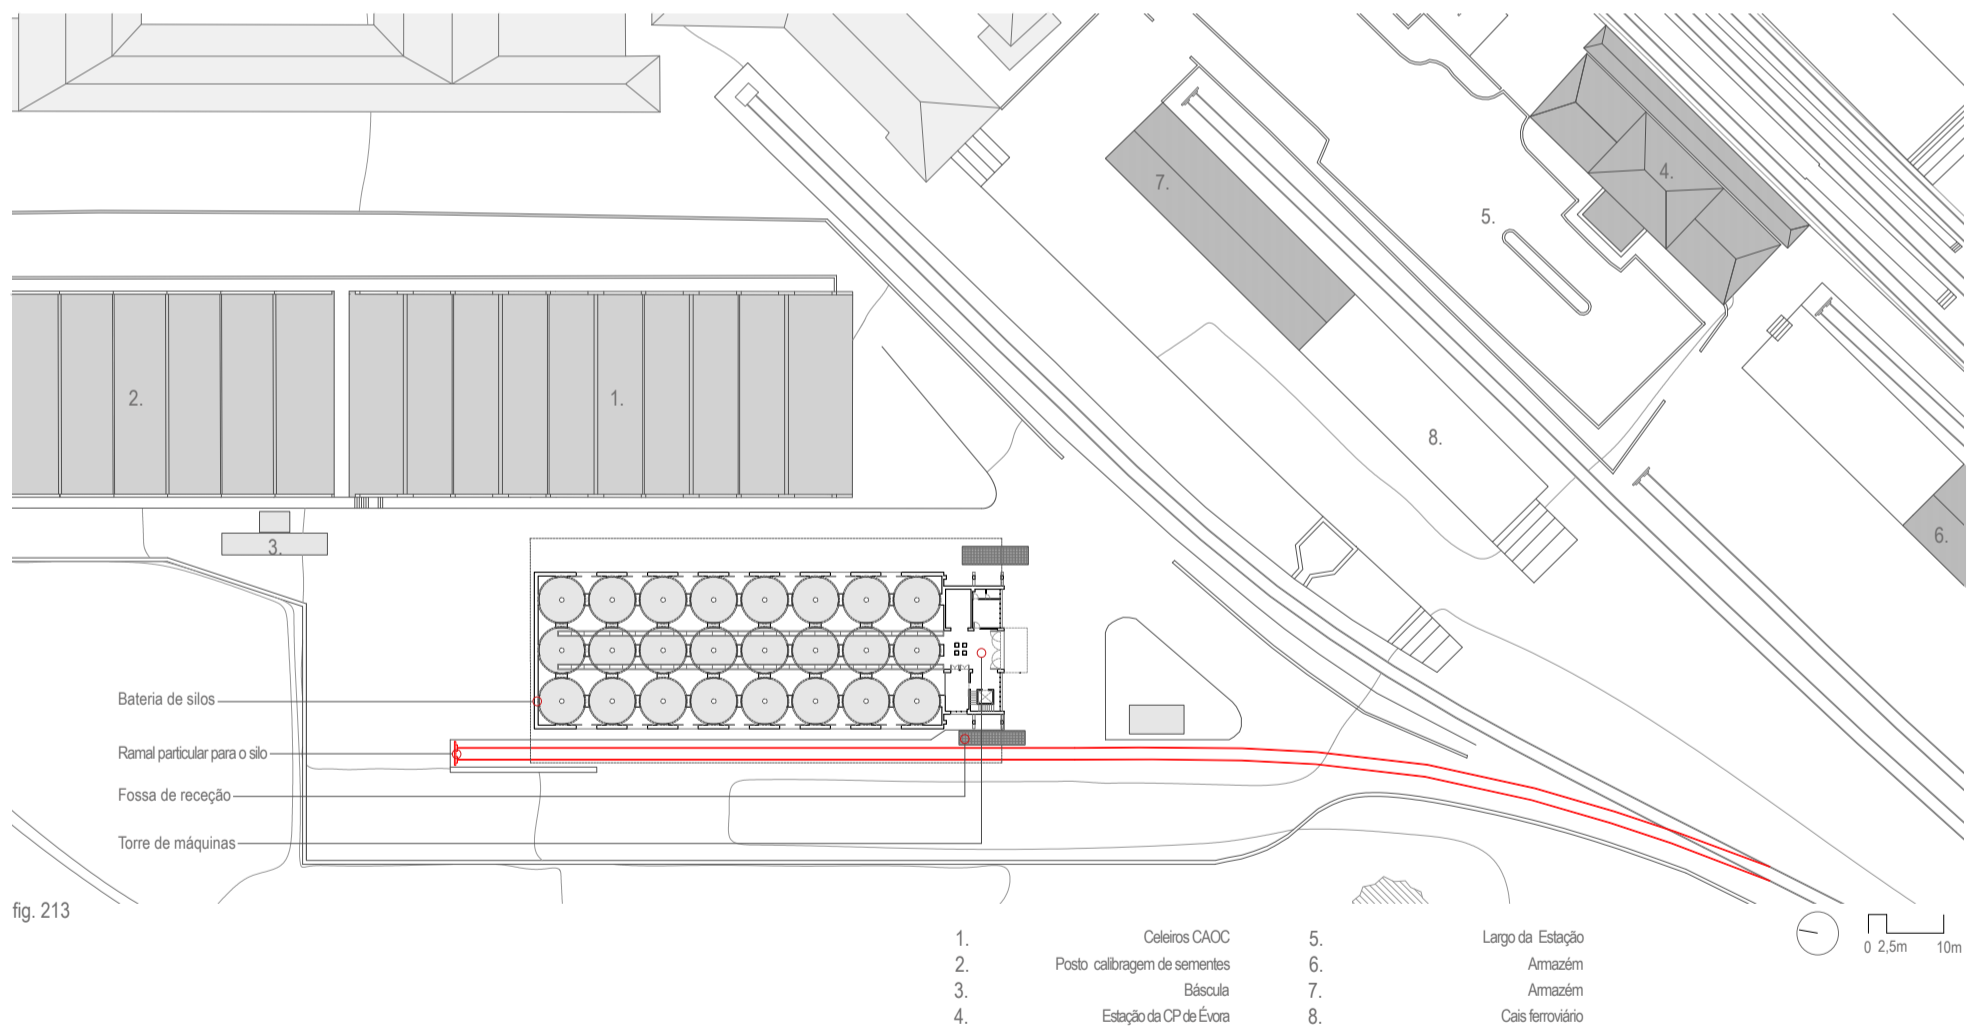 7.
4.
5.
2.
1.
8.
6.
3.
Bateria de silos
Ramal particular para o silo
Fossa de receção
Torre de máquinas
fig. 213
1. Celeiros CAOC
2. Posto calibragem de sementes
3. Báscula
4. Estação da CP de Évora
5. Largo da Estação
6. Armazém
7. Armazém
8. Cais ferroviário
0 2,5m 10m